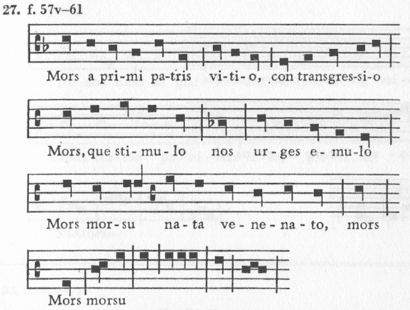 27. f. 57v–61
Mors a pri-mi pa-tris vi-ti-o, con transgres-si-o
Mors, que sti-mu-lo nos ur-ges e-mu-lo
Mors mor-su na-ta ve-ne-na-to, mors
Mors morsu